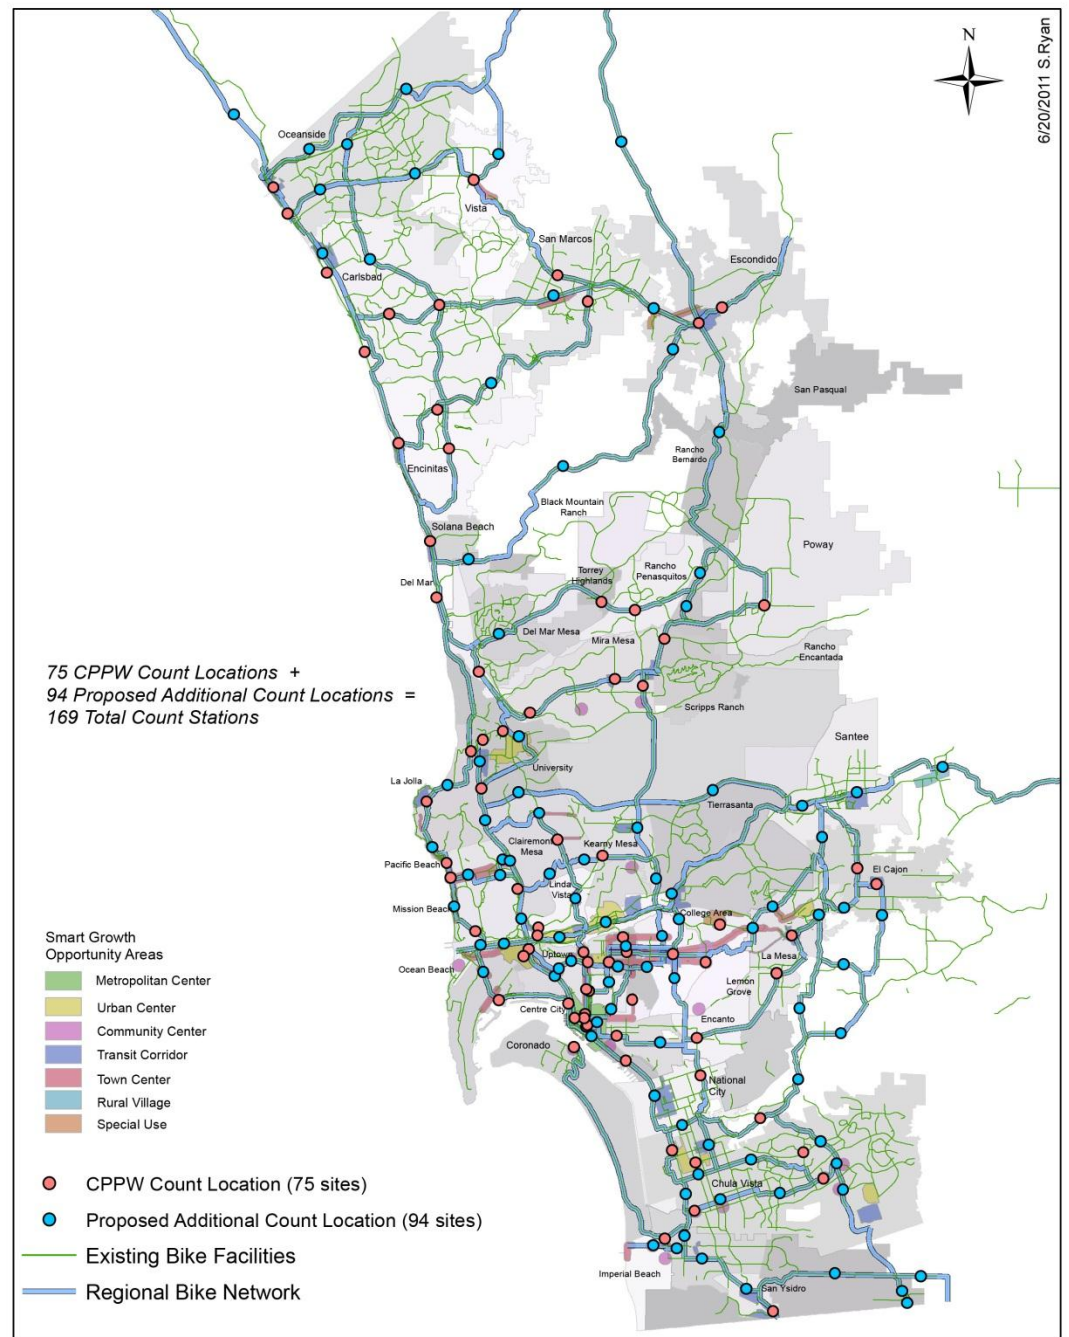 N
6/20/2011 S.Ryan
Oceanside
Vista
San Marcos
Escondido
Carlsbad
San Pasqual
Rancho
Bernardo
Encinitas
Black Mountain
Ranch
Solana Beach
Poway
Torrey
Highlands
Rancho
Penasquitos
Del Mar
Del Mar Mesa
Mira Mesa
Rancho
Encantada
75 CPPW Count Locations +
94 Proposed Additional Count Locations =
169 Total Count Stations
Scripps Ranch
Santee
University
La Jolla
Tierrasanta
Clairemont
Mesa
Kearny Mesa
Pacific Beach
El Cajon
Linda
Vista
Mission Beach
College Area
Uptown
La Mesa
Ocean Beach
Lemon
Grove
Centre City
Encanto
Coronado
National
City
Chula Vista
Imperial Beach
San Ysidro
Smart Growth
Opportunity Areas
Metropolitan Center
Urban Center
Community Center
Transit Corridor
Town Center
Rural Village
Special Use
CPPW Count Location (75 sites)
Proposed Additional Count Location (94 sites)
Existing Bike Facilities
Regional Bike Network